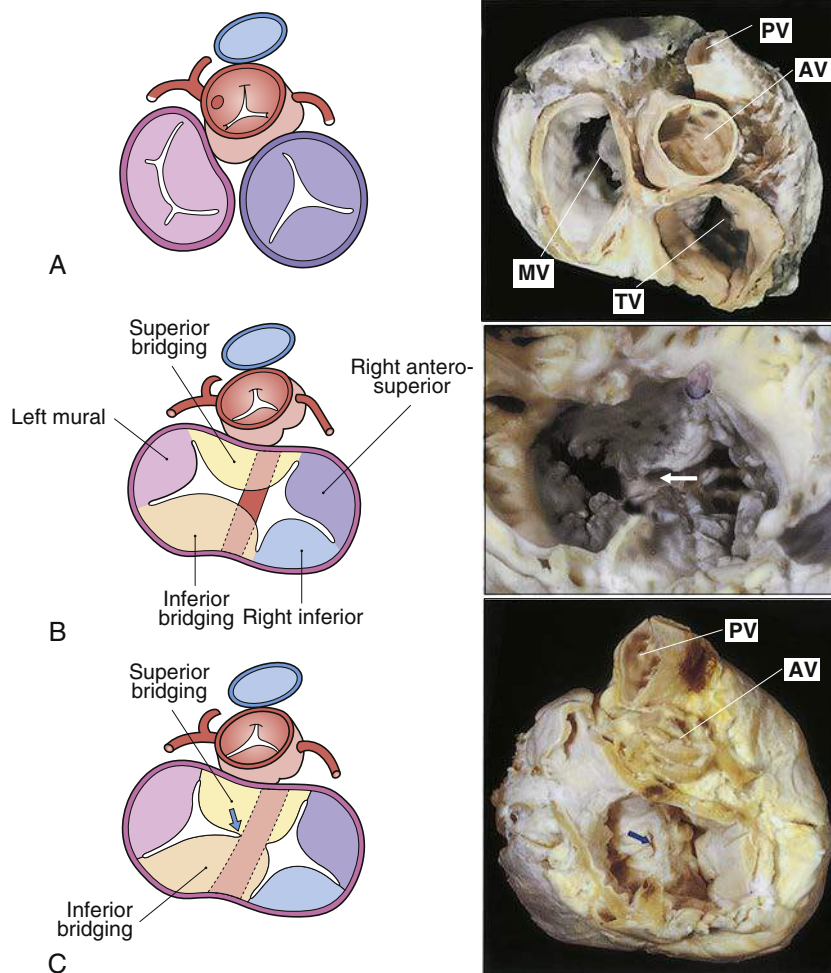 PV
AV
MV
TV
A
Superior
bridging
Right antero-
superior
Left mural
Inferior
bridging
Right inferior
B
Superior
bridging
PV
AV
Inferior
bridging
C